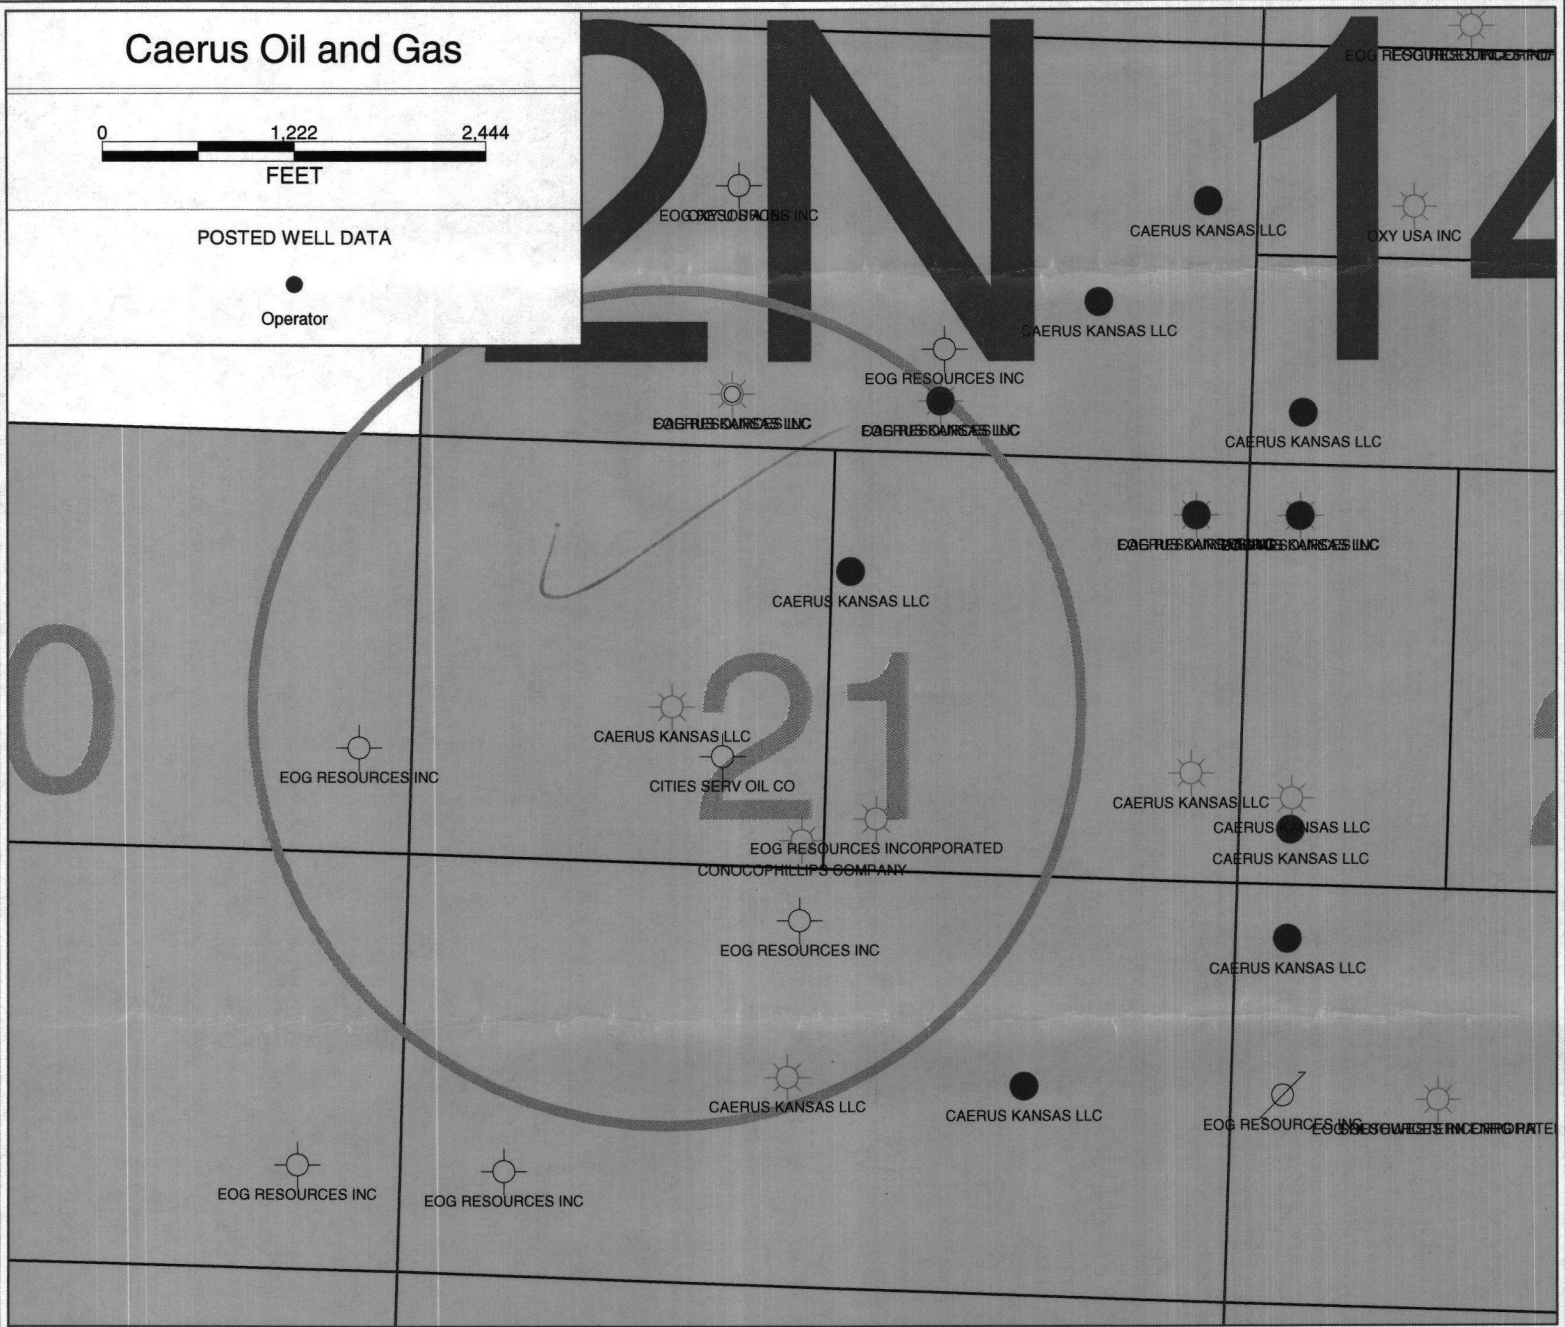 Caerus Oil and Gas
0 1,222 2,444
FEET
POSTED WELL DATA
Operator
2N 14
OXY USA INC
CAERUS KANSAS LLC
CAERUS KANSAS LLC
EOG RESOURCES INC
CAERUS KANSAS LLC
CAERUS KANSAS LLC
0
21
2
CAERUS KANSAS LLC
CITIES SERV OIL CO
EOG RESOURCES INC
CAERUS KANSAS LLC
CAERUS KANSAS LLC
CAERUS KANSAS LLC
EOG RESOURCES INCORPORATED
CONOCOPHILLIPS COMPANY
EOG RESOURCES INC
CAERUS KANSAS LLC
CAERUS KANSAS LLC
CAERUS KANSAS LLC
EOG RESOURCES INC
EOG RESOURCES INC
EOG RESOURCES INC